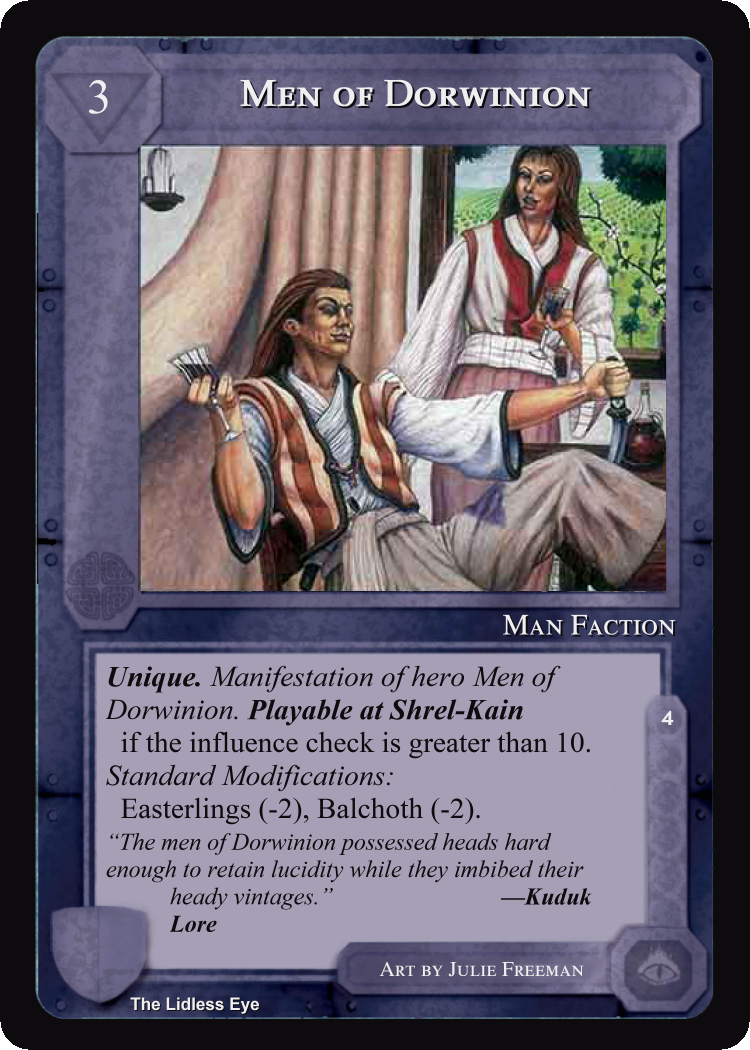 3
MEN OF DORWINION
MAN FACTION
Unique. Manifestation of hero Men of
Dorwinion. Playable at Shrel-Kain
if the influence check is greater than 10.
4
Standard Modifications:
Easterlings (-2), Balchoth (-2).
“The men of Dorwinion possessed heads hard
enough to retain lucidity while they imbibed their
heady vintages.” —Kuduk
Lore
ART BY JULIE FREEMAN
The Lidless Eye